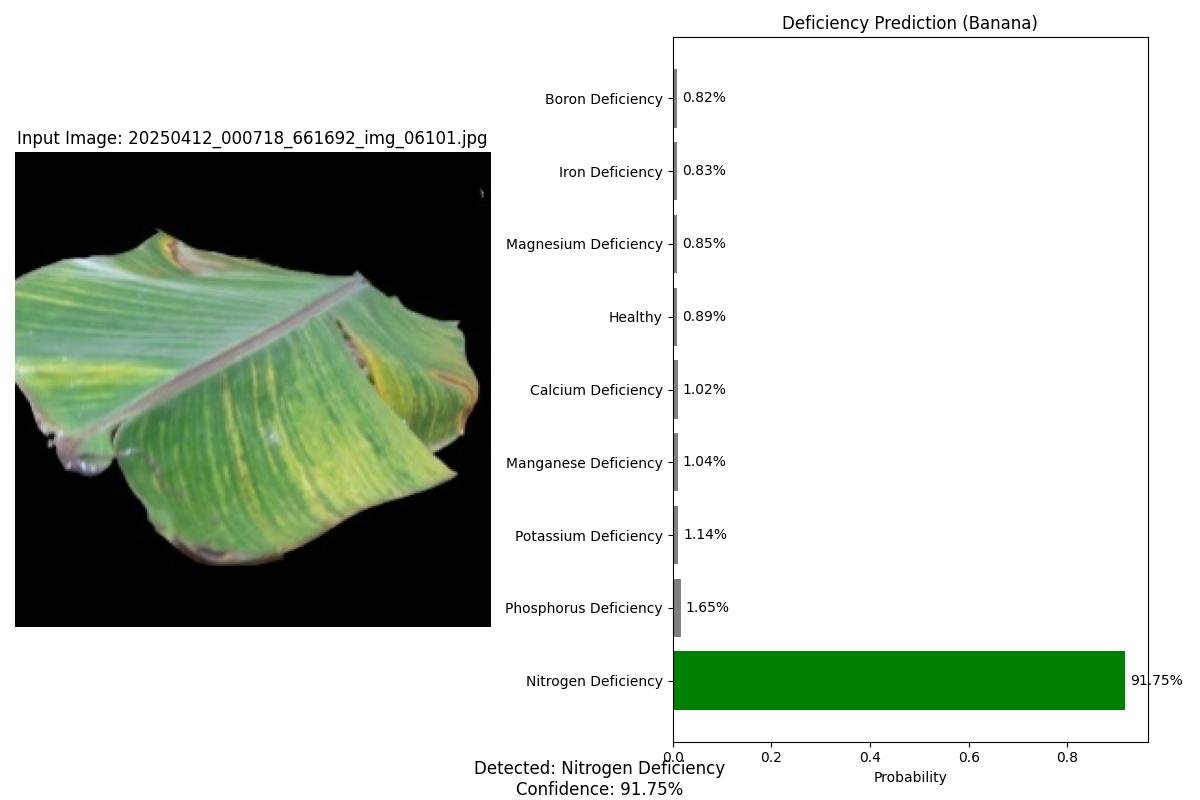 Input Image: 20250412_000718_661692_img_06101.jpg
Deficiency Prediction (Banana)
Boron Deficiency 0.82%
Iron Deficiency 0.83%
Magnesium Deficiency 0.85%
Healthy 0.89%
Calcium Deficiency 1.02%
Manganese Deficiency 1.04%
Potassium Deficiency 1.14%
Phosphorus Deficiency 1.65%
Nitrogen Deficiency 91.75%
0.0 0.2 0.4 0.6 0.8
Probability
Detected: Nitrogen Deficiency
Confidence: 91.75%